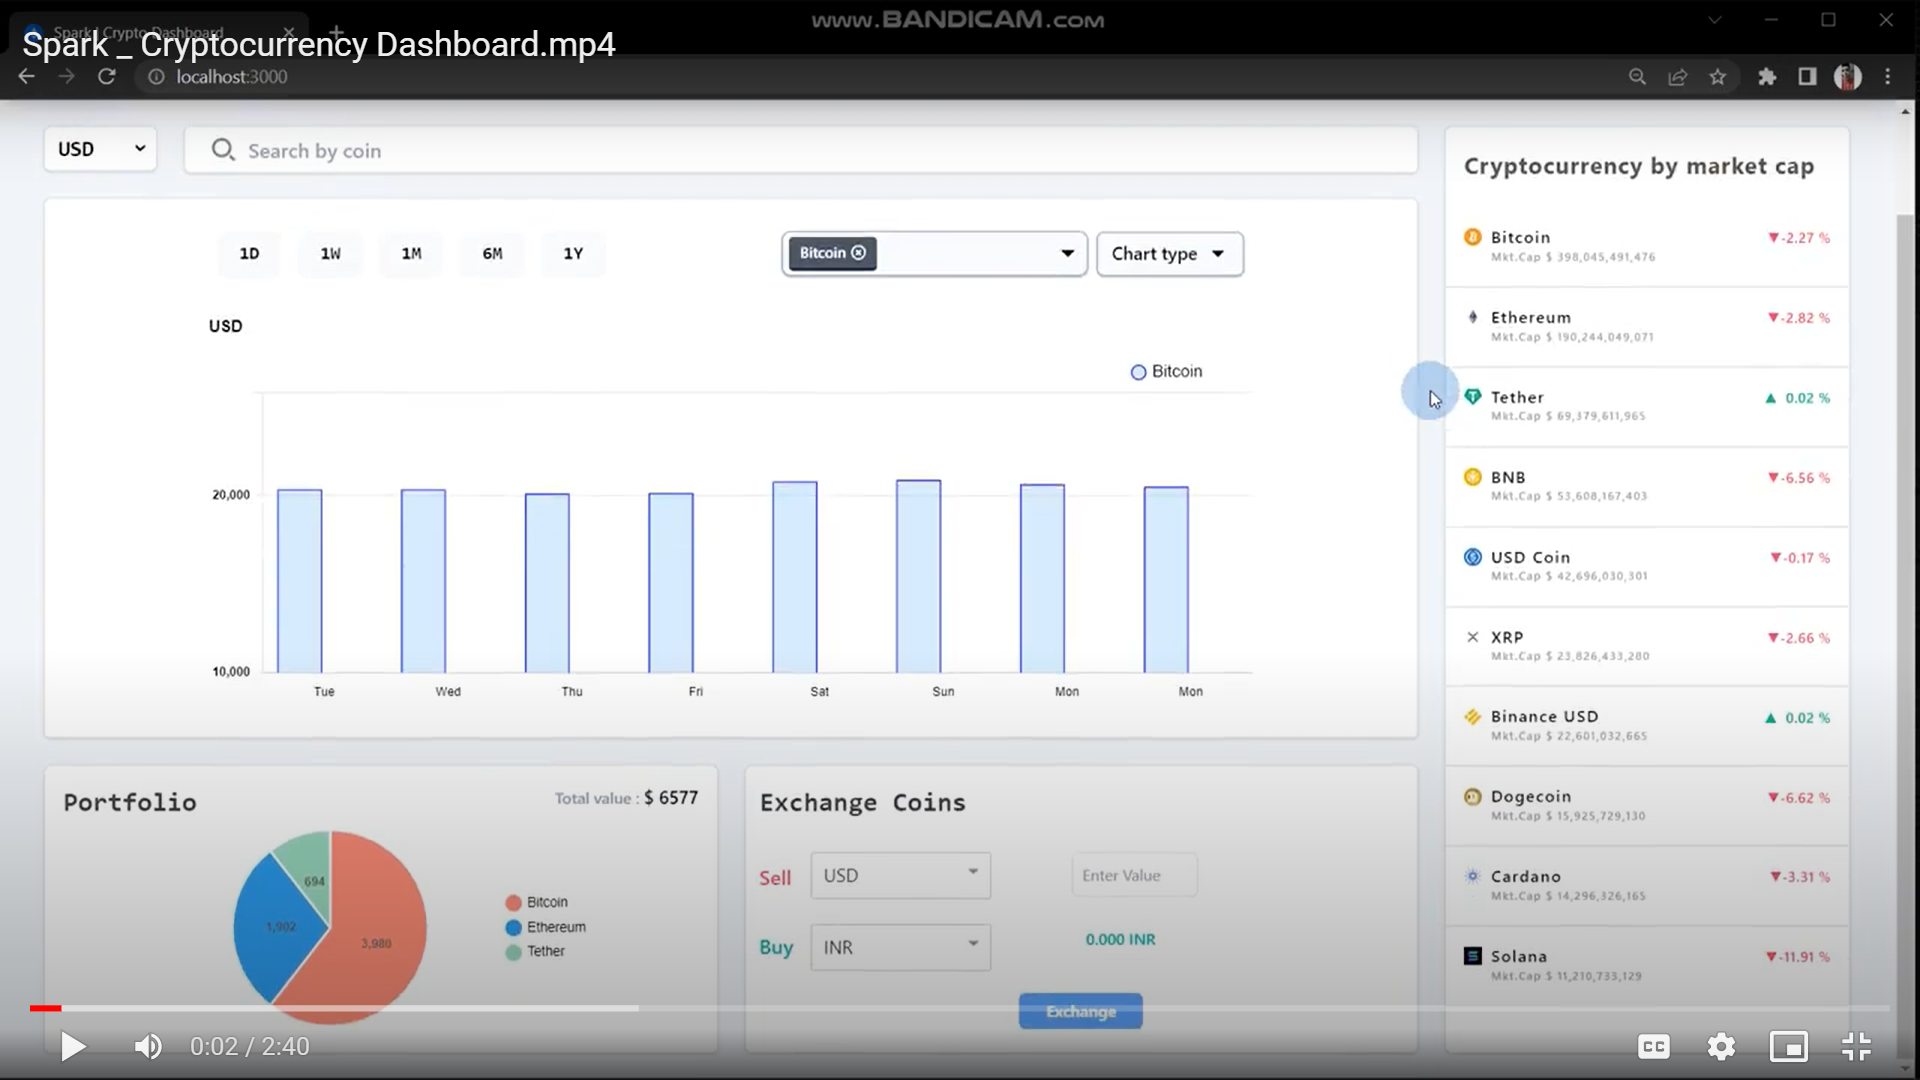 www.BANDICAM.com
Spark | Crypto Dashboard
Spark _ Cryptocurrency Dashboard.mp4
localhost:3000
USD
Search by coin
1D 1W 1M 6M 1Y
Bitcoin
Chart type
USD
Bitcoin
20,000
10,000
Tue Wed Thu Fri Sat Sun Mon Mon
Portfolio
Total value : $ 6577
694
1,902
3,980
Bitcoin
Ethereum
Tether
Exchange Coins
Sell USD Enter Value
Buy INR 0.000 INR
Exchange
Cryptocurrency by market cap
Bitcoin ▼-2.27 %
Mkt.Cap $ 398,045,491,476
Ethereum ▼-2.82 %
Mkt.Cap $ 190,244,049,071
Tether ▲ 0.02 %
Mkt.Cap $ 69,379,611,965
BNB ▼-6.56 %
Mkt.Cap $ 53,608,167,403
USD Coin ▼-0.17 %
Mkt.Cap $ 42,696,030,301
XRP ▼-2.66 %
Mkt.Cap $ 23,826,433,280
Binance USD ▲ 0.02 %
Mkt.Cap $ 22,601,032,665
Dogecoin ▼-6.62 %
Mkt.Cap $ 15,925,729,130
Cardano ▼-3.31 %
Mkt.Cap $ 14,296,326,165
Solana ▼-11.91 %
Mkt.Cap $ 11,210,733,129
0:02 / 2:40
CC